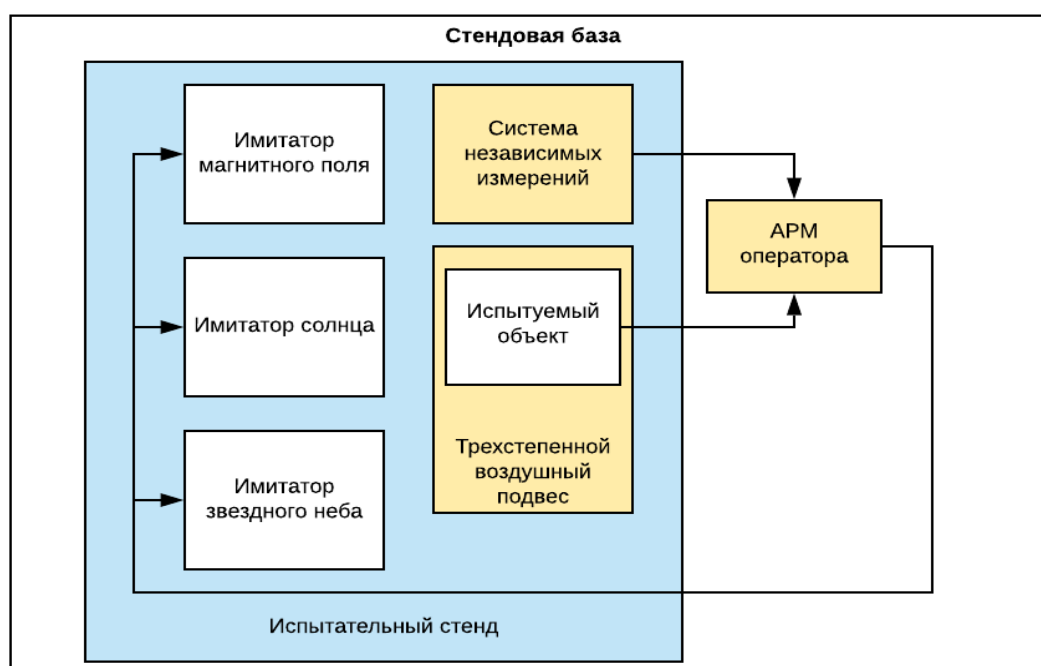 Стендовая база
Имитатор
магнитного поля
Система
независимых
измерений
АРМ
оператора
Имитатор солнца
Испытуемый
объект
Трехстепенной
воздушный
подвес
Имитатор
звездного неба
Испытательный стенд